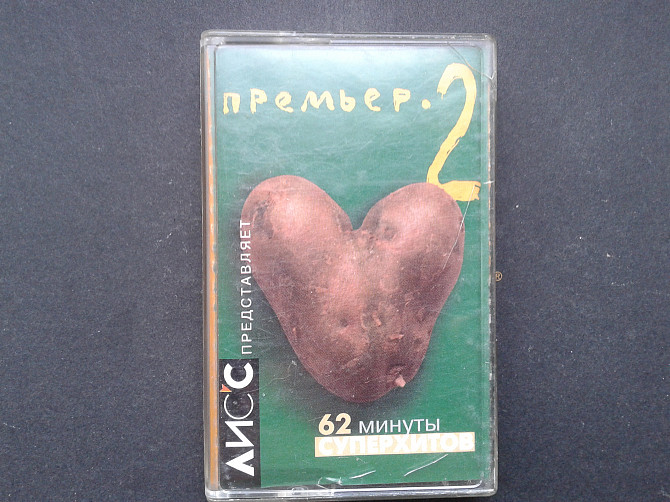 премьер.2
ЛИС'С ПРЕДСТАВЛЯЕТ
62 МИНУТЫ
СУПЕРХИТОВ